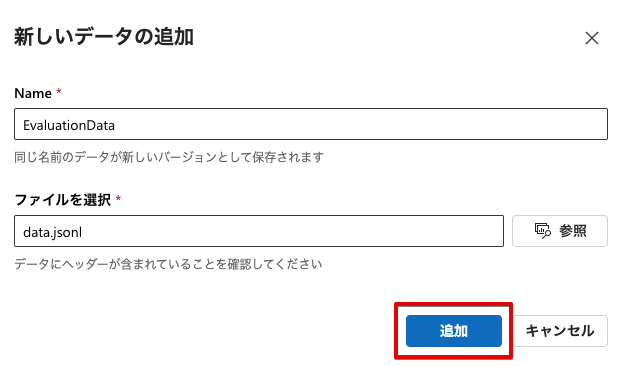 新しいデータの追加
Name *
EvaluationData
同じ名前のデータが新しいバージョンとして保存されます
ファイルを選択 *
data.jsonl
参照
データにヘッダーが含まれていることを確認してください
追加
キャンセル